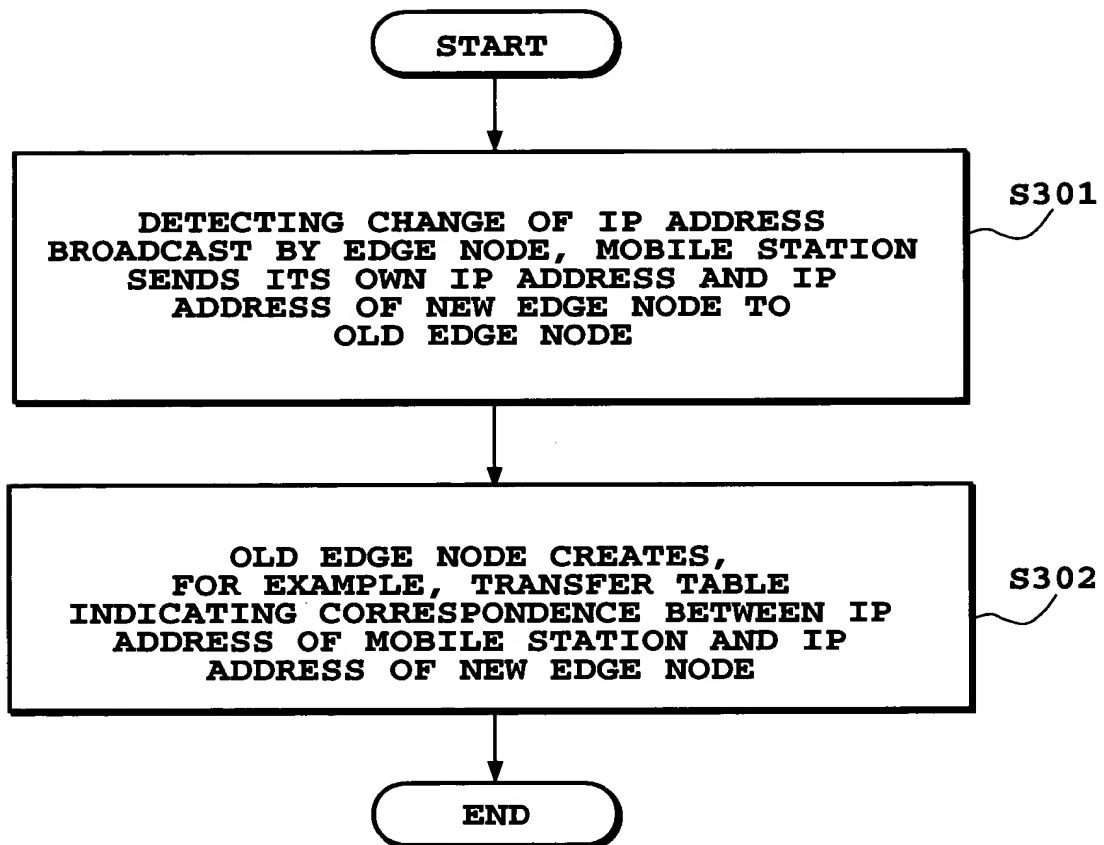 START
S301
DETECTING CHANGE OF IP ADDRESS
BROADCAST BY EDGE NODE, MOBILE STATION
SENDS ITS OWN IP ADDRESS AND IP
ADDRESS OF NEW EDGE NODE TO
OLD EDGE NODE
S302
OLD EDGE NODE CREATES,
FOR EXAMPLE, TRANSFER TABLE
INDICATING CORRESPONDENCE BETWEEN IP
ADDRESS OF MOBILE STATION AND IP
ADDRESS OF NEW EDGE NODE
END